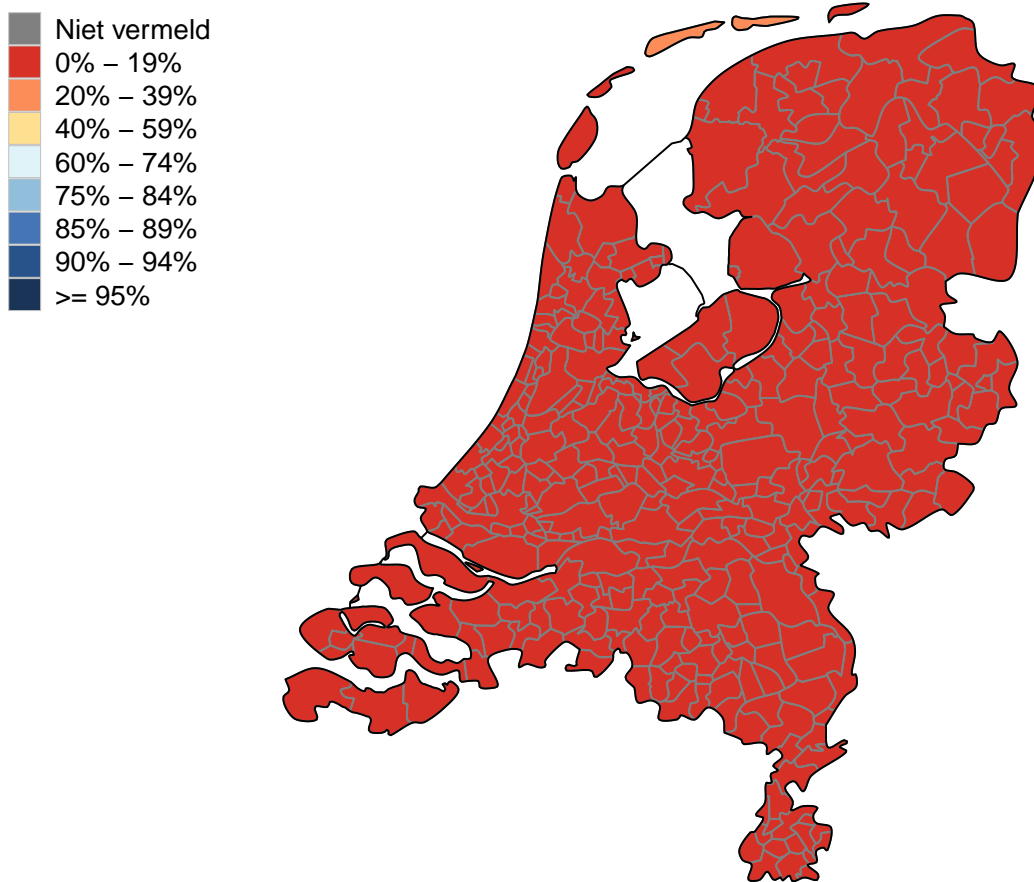 Niet vermeld
0% – 19%
20% – 39%
40% – 59%
60% – 74%
75% – 84%
85% – 89%
90% – 94%
>= 95%